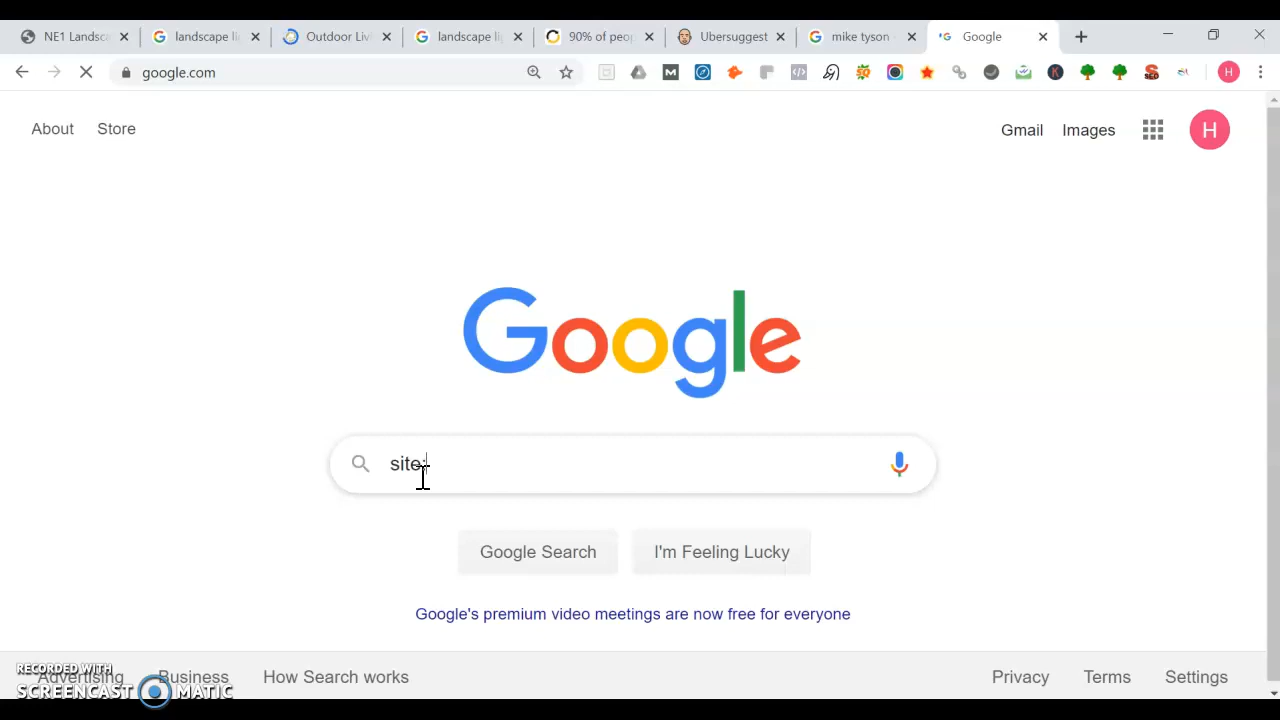 NE1 Landsca
landscape li
Outdoor Livi
landscape li
90% of peop
Ubersuggest
mike tyson
Google
google.com
About
Store
Gmail
Images
H
Google
site:
Google Search
I'm Feeling Lucky
Google's premium video meetings are now free for everyone
Advertising
Business
How Search works
Privacy
Terms
Settings
RECORDED WITH
SCREENCAST MATIC